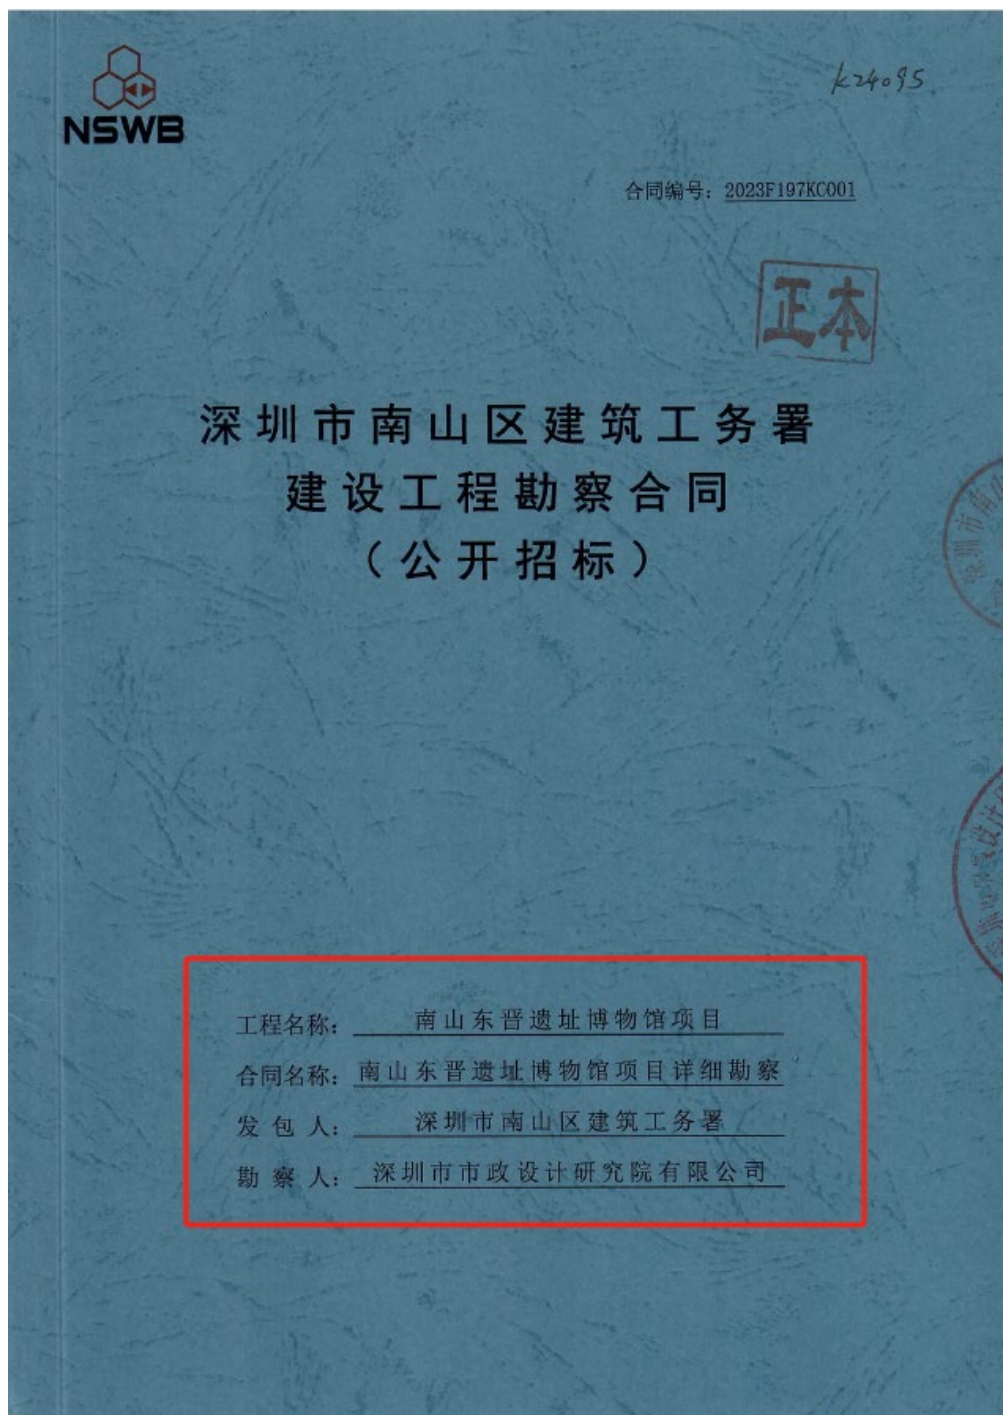 NSWB
k24095
合同编号：2023F197KC001
正本
深圳市南山区建筑工务署
建设工程勘察合同
（公开招标）
深圳市南山
工程名称：南山东晋遗址博物馆项目
合同名称：南山东晋遗址博物馆项目详细勘察
发包人：深圳市南山区建筑工务署
勘察人：深圳市市政设计研究院有限公司